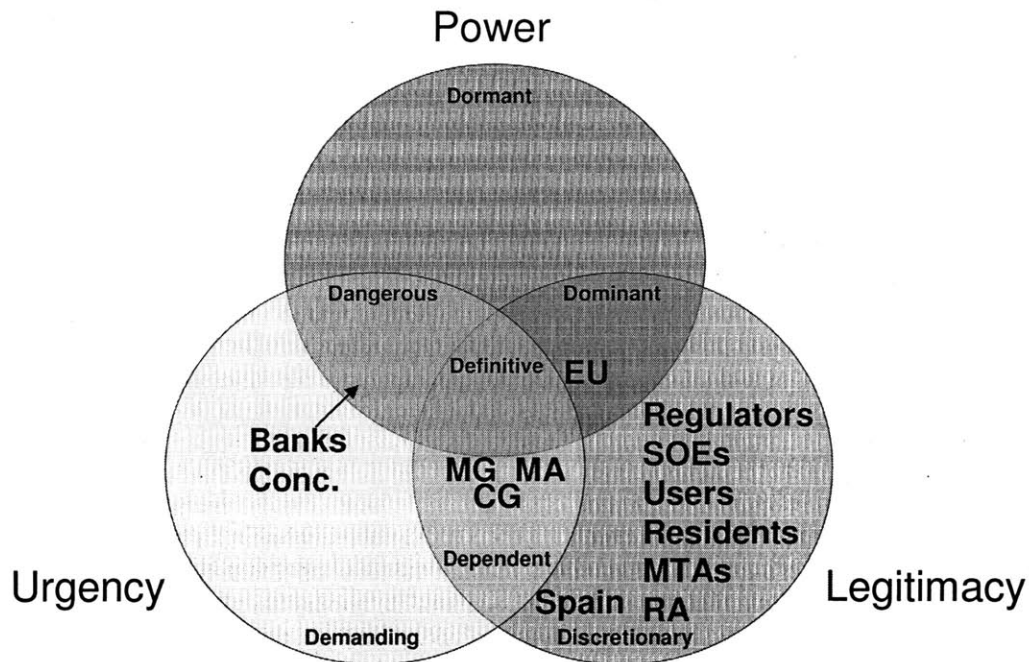 Power
Dormant
Dangerous
Dominant
Definitive
EU
Banks
Conc.
MG MA
CG
Regulators
SOEs
Users
Residents
MTAs
RA
Dependent
Spain
Urgency
Legitimacy
Demanding
Discretionary